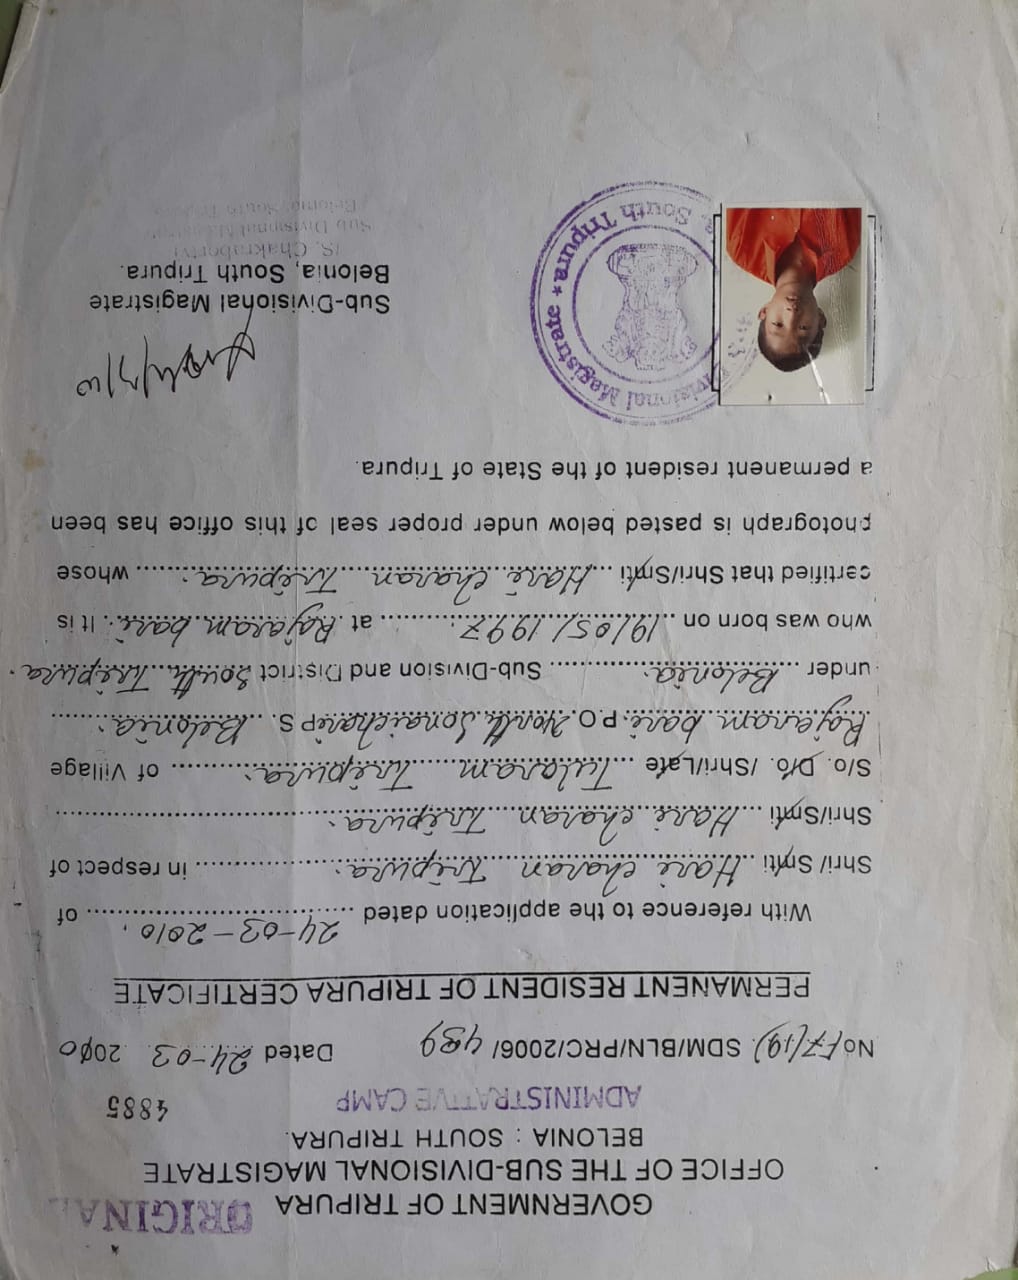 GOVERNMENT OF TRIPURA ORIGINAL
OFFICE OF THE SUB-DIVISIONAL MAGISTRATE
BELONIA : SOUTH TRIPURA.
ADMINISTRATIVE CAMP 4885
No F7(19) SDM/BLN/PRC/2006/ 489 Dated 24-03 2010
PERMANENT RESIDENT OF TRIPURA CERTIFICATE
With reference to the application dated 24-03-2010, of
Shri/ Smti Hari charan Tripura. in respect of
Shri/Smti Hari charan Tripura.
S/o. D/o. /Shri/Late Tularam Tripura. of Village
Rajaram bari. P.O. North Sonaichari P.S. Belonia.
under Belonia. Sub-Division and District South Tripura.
who was born on 19/05/1997. at Rajaram bari. It is
certified that Shri/Smti Hari charan Tripura. whose
photograph is pasted below under proper seal of this office has been
a permanent resident of the State of Tripura.
Sub-Divisional Magistrate
Belonia, South Tripura.
(S. Chakraborty)
Sub Divisional
Belonia South Tripura
Divisional Magistrate * South Tripura *